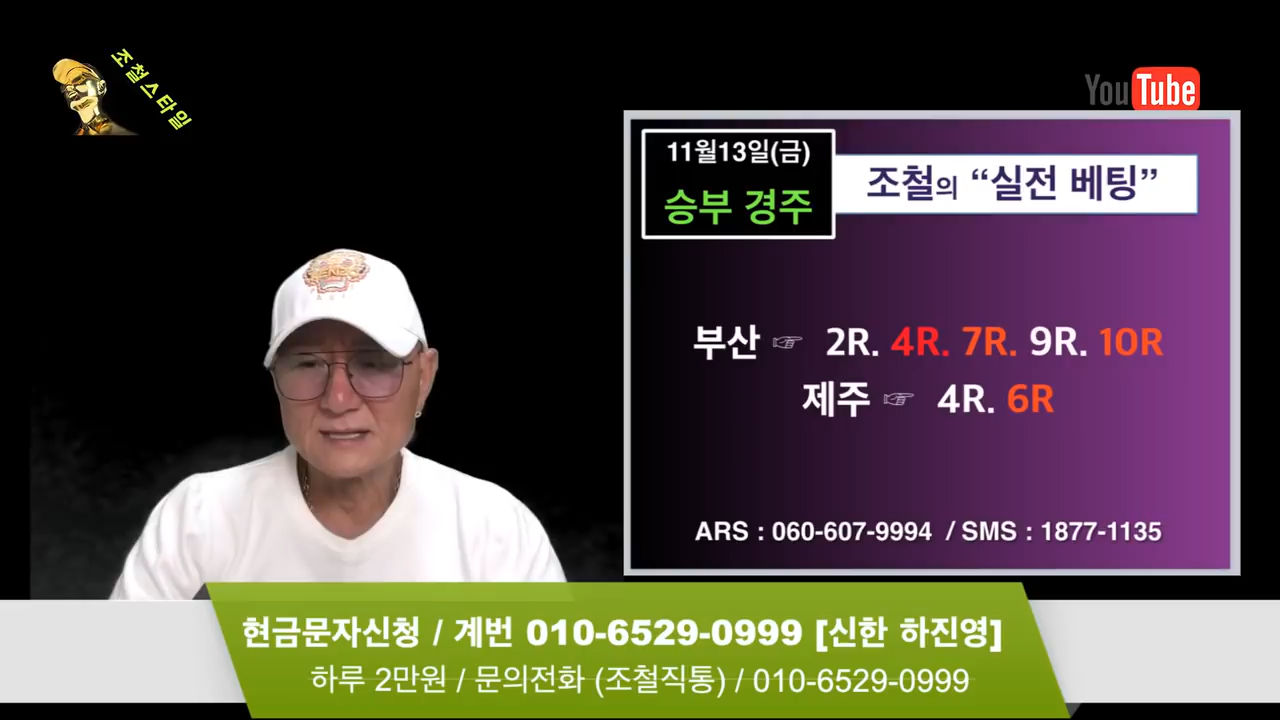 조철스타일
YouTube
11월13일(금)
승부 경주
조철의 “실전 베팅”
부산 ☞ 2R. 4R. 7R. 9R. 10R
제주 ☞ 4R. 6R
ARS : 060-607-9994 / SMS : 1877-1135
현금문자신청 / 계번 010-6529-0999 [신한 하진영]
하루 2만원 / 문의전화 (조철직통) / 010-6529-0999